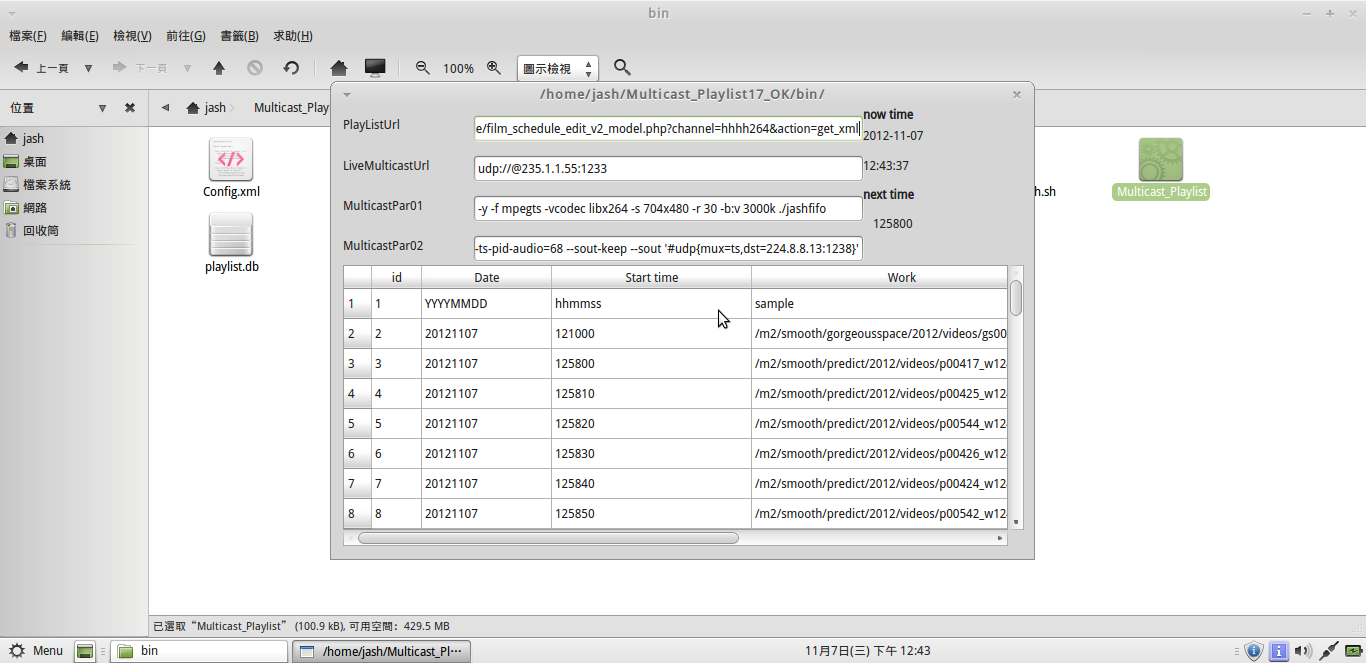 bin
檔案(F) 編輯(E) 檢視(V) 前往(G) 書籤(B) 求助(H)
上一頁 下一頁 100% 圖示檢視
位置 jash Multicast_Play
jash
桌面
檔案系統
網路
回收筒
Config.xml
playlist.db
h.sh
Multicast_Playlist
/home/jash/Multicast_Playlist17_OK/bin/
PlayListUrl e/film_schedule_edit_v2_model.php?channel=hhhh264&action=get_xml
now time
2012-11-07
LiveMulticastUrl udp://@235.1.1.55:1233 12:43:37
next time
MulticastPar01 -y -f mpegts -vcodec libx264 -s 704x480 -r 30 -b:v 3000k ./jashfifo
125800
MulticastPar02 -ts-pid-audio=68 --sout-keep --sout '#udp{mux=ts,dst=224.8.8.13:1238}'
id Date Start time Work
1 1 YYYYMMDD hhmmss sample
2 2 20121107 121000 /m2/smooth/gorgeousspace/2012/videos/gs00
3 3 20121107 125800 /m2/smooth/predict/2012/videos/p00417_w12
4 4 20121107 125810 /m2/smooth/predict/2012/videos/p00425_w12
5 5 20121107 125820 /m2/smooth/predict/2012/videos/p00544_w12
6 6 20121107 125830 /m2/smooth/predict/2012/videos/p00426_w12
7 7 20121107 125840 /m2/smooth/predict/2012/videos/p00424_w12
8 8 20121107 125850 /m2/smooth/predict/2012/videos/p00542_w12
已選取“Multicast_Playlist” (100.9 kB), 可用空間: 429.5 MB
Menu bin /home/jash/Multicast_Pl… 11月7日(三) 下午 12:43